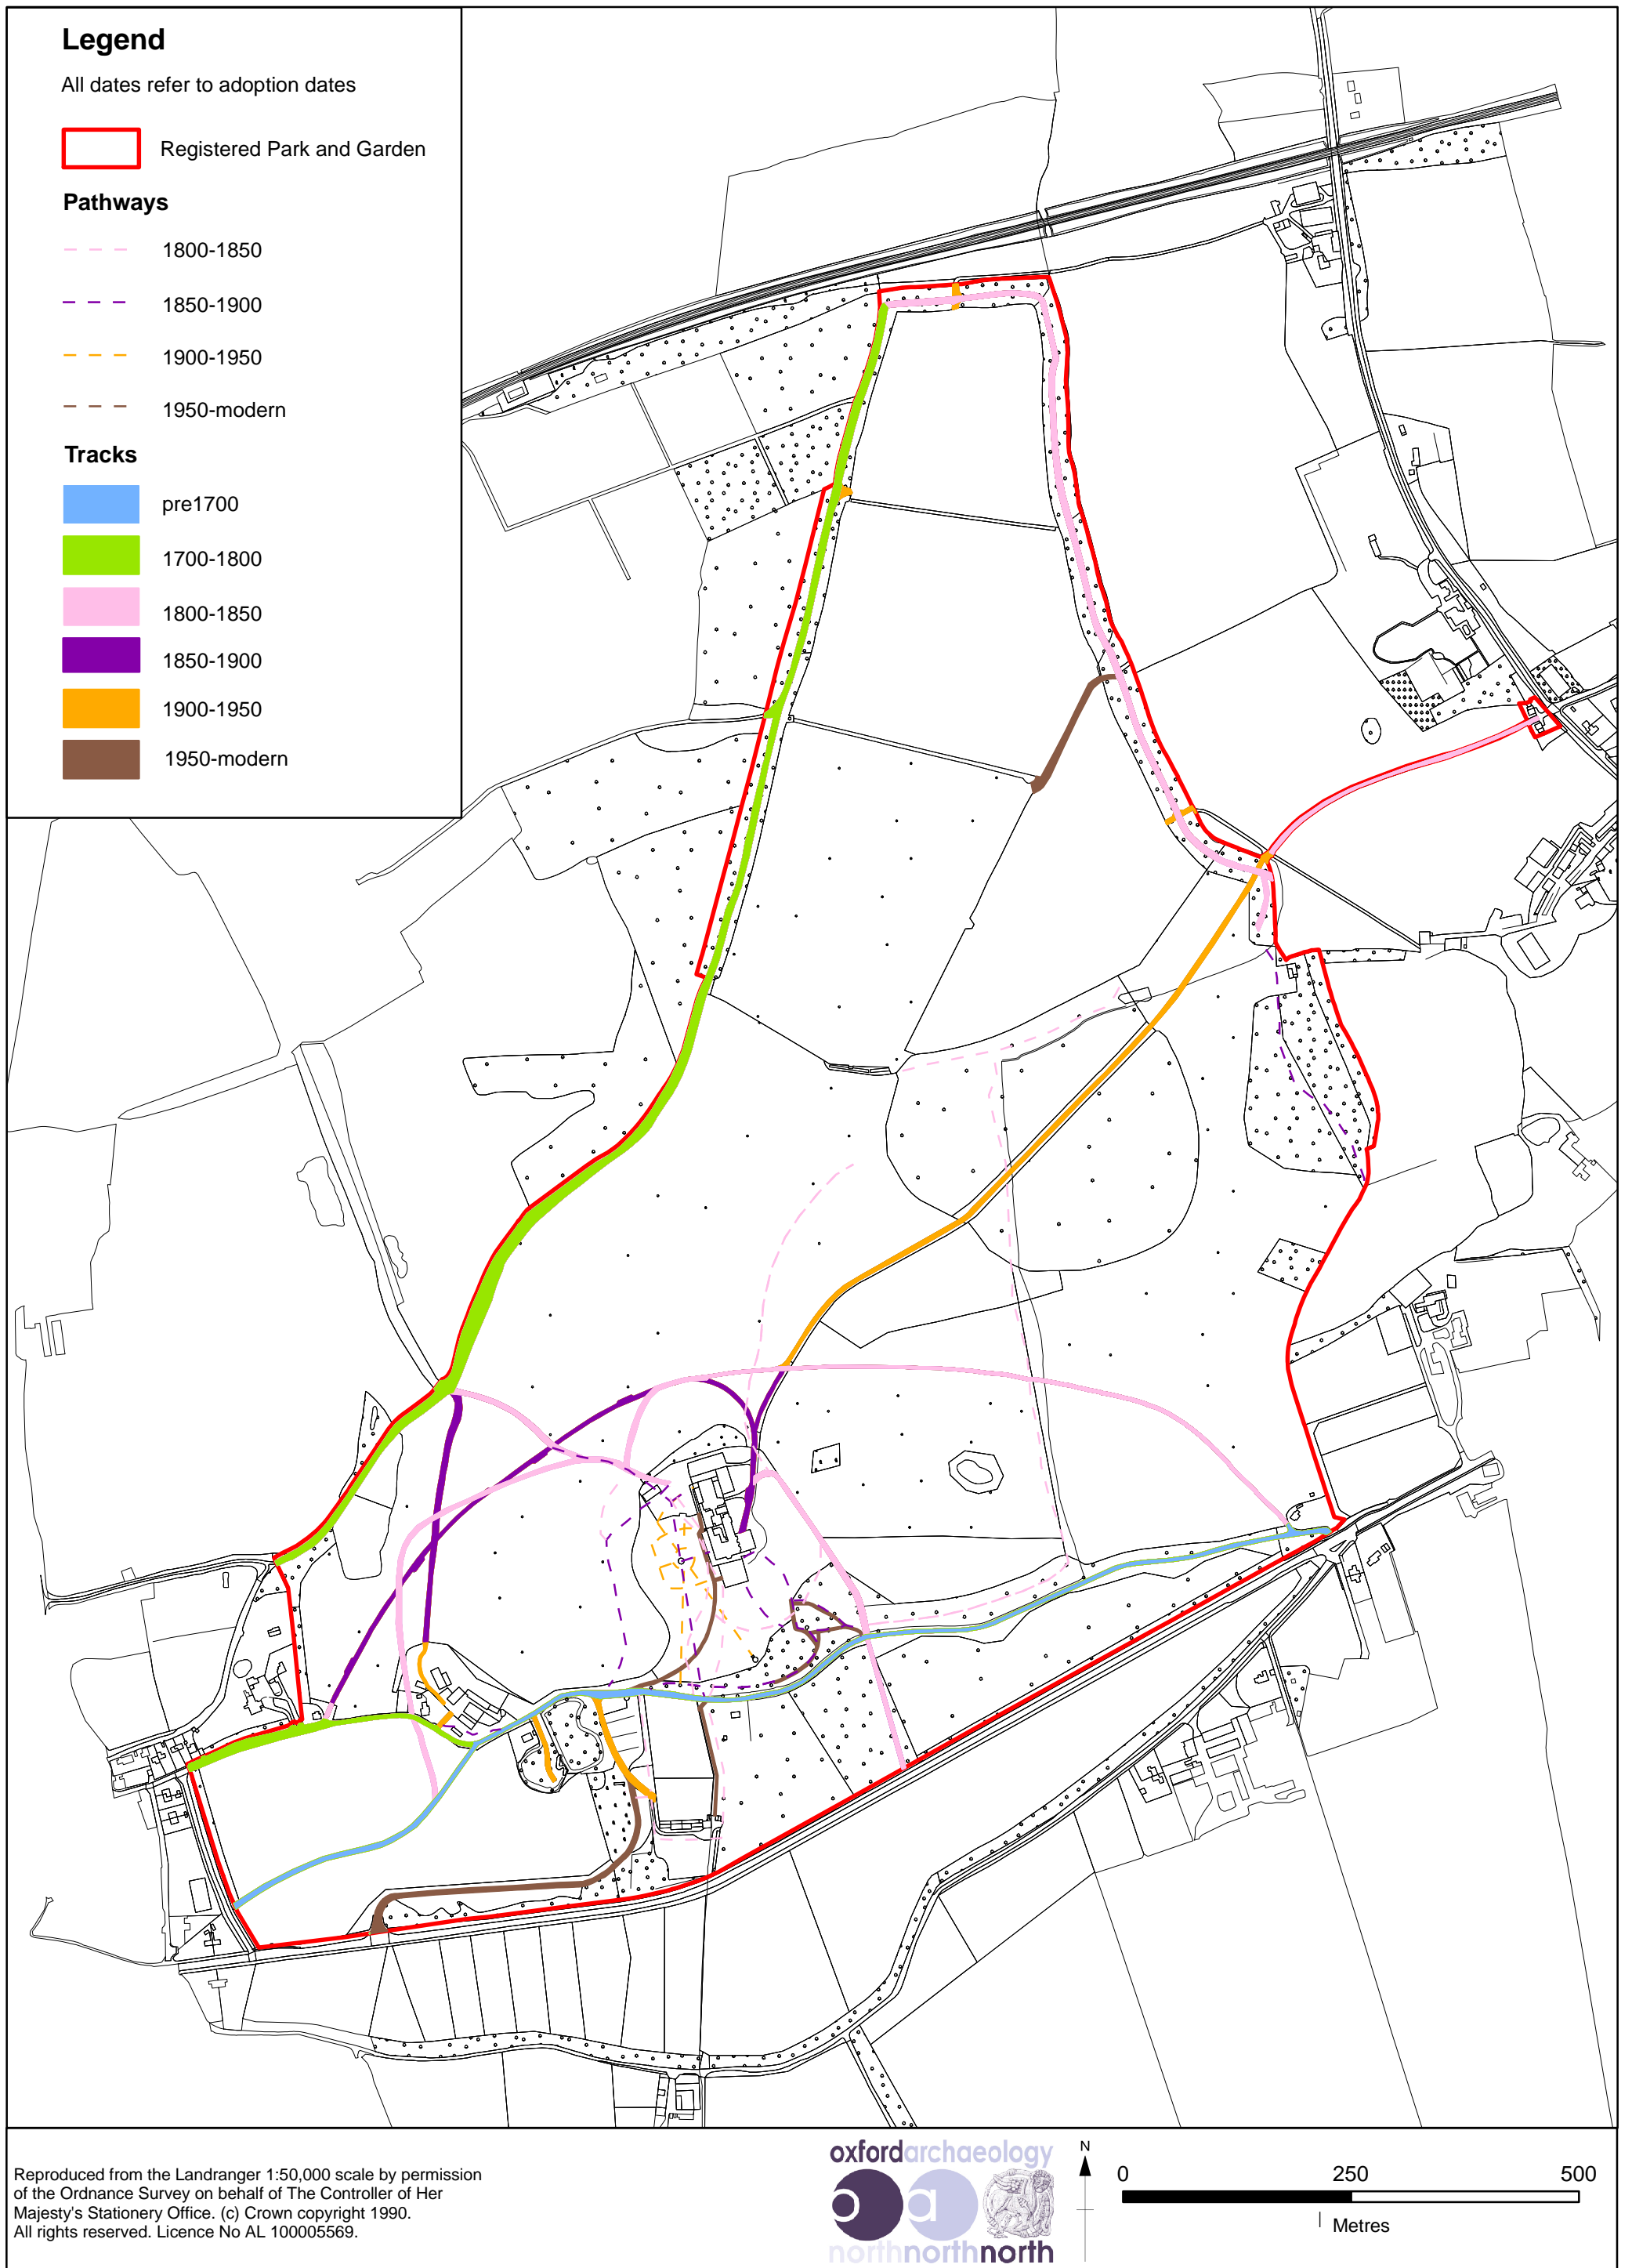 Legend
All dates refer to adoption dates
Registered Park and Garden
Pathways
1800-1850
1850-1900
1900-1950
1950-modern
Tracks
pre1700
1700-1800
1800-1850
1850-1900
1900-1950
1950-modern
Reproduced from the Landranger 1:50,000 scale by permission
of the Ordnance Survey on behalf of The Controller of Her
Majesty's Stationery Office. (c) Crown copyright 1990.
All rights reserved. Licence No AL 100005569.
oxfordarchaeology
o a
northnorthnorth
N
0 250 500
Metres